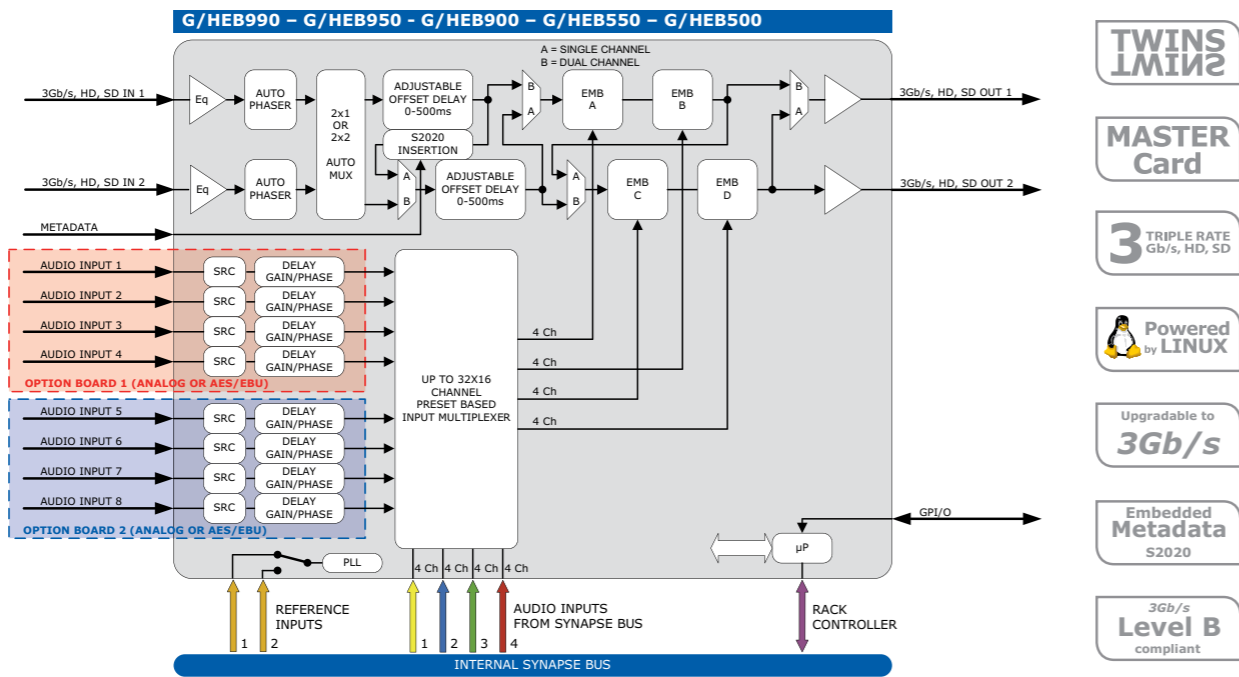 G/HEB990 – G/HEB950 - G/HEB900 – G/HEB550 – G/HEB500
A = SINGLE CHANNEL
B = DUAL CHANNEL
3Gb/s, HD, SD IN 1
Eq
AUTO
PHASER
2x1
OR
2x2
AUTO
MUX
ADJUSTABLE
OFFSET DELAY
0-500ms
S2020
INSERTION
B
A
EMB
A
EMB
B
B
A
3Gb/s, HD, SD OUT 1
3Gb/s, HD, SD IN 2
Eq
AUTO
PHASER
A
B
ADJUSTABLE
OFFSET DELAY
0-500ms
A
B
EMB
C
EMB
D
3Gb/s, HD, SD OUT 2
METADATA
AUDIO INPUT 1
SRC
DELAY
GAIN/PHASE
AUDIO INPUT 2
SRC
DELAY
GAIN/PHASE
AUDIO INPUT 3
SRC
DELAY
GAIN/PHASE
AUDIO INPUT 4
SRC
DELAY
GAIN/PHASE
OPTION BOARD 1 (ANALOG OR AES/EBU)
AUDIO INPUT 5
SRC
DELAY
GAIN/PHASE
AUDIO INPUT 6
SRC
DELAY
GAIN/PHASE
AUDIO INPUT 7
SRC
DELAY
GAIN/PHASE
AUDIO INPUT 8
SRC
DELAY
GAIN/PHASE
OPTION BOARD 2 (ANALOG OR AES/EBU)
UP TO 32X16
CHANNEL
PRESET BASED
INPUT MULTIPLEXER
4 Ch
4 Ch
4 Ch
4 Ch
GPI/O
µP
PLL
4 Ch
4 Ch
4 Ch
4 Ch
REFERENCE
INPUTS
1
2
AUDIO INPUTS
FROM SYNAPSE BUS
1
2
3
4
RACK
CONTROLLER
INTERNAL SYNAPSE BUS
TWINS
TWINS
MASTER
Card
3 TRIPLE RATE
Gb/s, HD, SD
Powered
by LINUX
Upgradable to
3Gb/s
Embedded
Metadata
S2020
3Gb/s
Level B
compliant